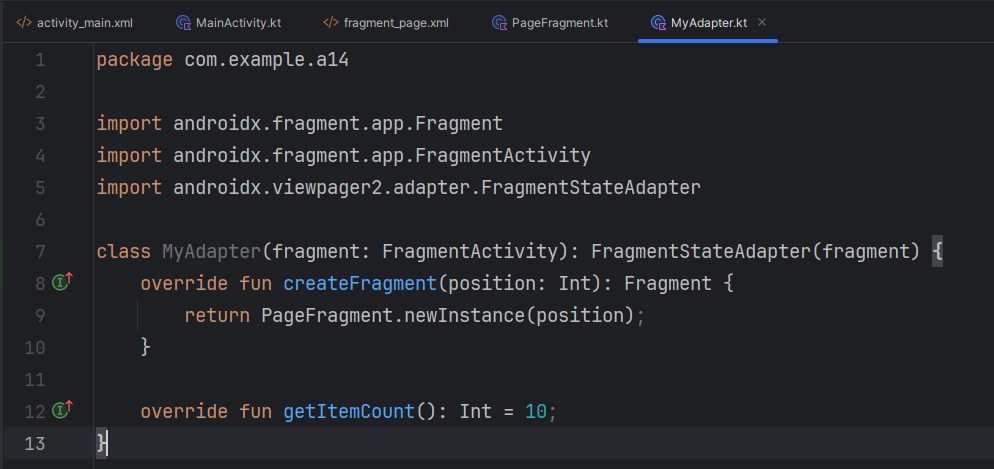 activity_main.xml MainActivity.kt fragment_page.xml PageFragment.kt MyAdapter.kt
1 package com.example.a14
2
3 import androidx.fragment.app.Fragment
4 import androidx.fragment.app.FragmentActivity
5 import androidx.viewpager2.adapter.FragmentStateAdapter
6
7 class MyAdapter(fragment: FragmentActivity): FragmentStateAdapter(fragment) {
8 override fun createFragment(position: Int): Fragment {
9 return PageFragment.newInstance(position);
10 }
11
12 override fun getItemCount(): Int = 10;
13 }